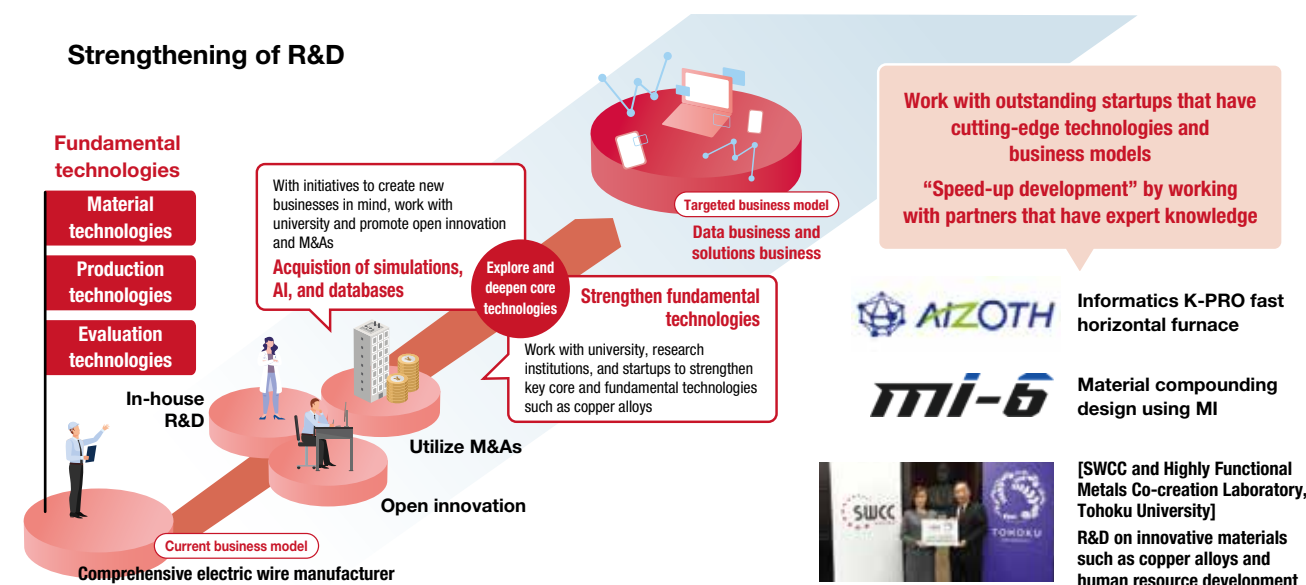 Strengthening of R&D
Fundamental
technologies
Material
technologies
Production
technologies
Evaluation
technologies
In-house
R&D
With initiatives to create new
businesses in mind, work with
university and promote open innovation
and M&As
Acquistion of simulations,
AI, and databases
Explore and
deepen core
technologies
Strengthen fundamental
technologies
Work with university, research
institutions, and startups to strengthen
key core and fundamental technologies
such as copper alloys
Utilize M&As
Open innovation
Current business model
Comprehensive electric wire manufacturer
Targeted business model
Data business and
solutions business
Work with outstanding startups that have
cutting-edge technologies and
business models
“Speed-up development” by working
with partners that have expert knowledge
AIZOTH
Informatics K-PRO fast
horizontal furnace
mi-6
Material compounding
design using MI
SWCC
TOHOKU
[SWCC and Highly Functional
Metals Co-creation Laboratory,
Tohoku University]
R&D on innovative materials
such as copper alloys and
human resource development